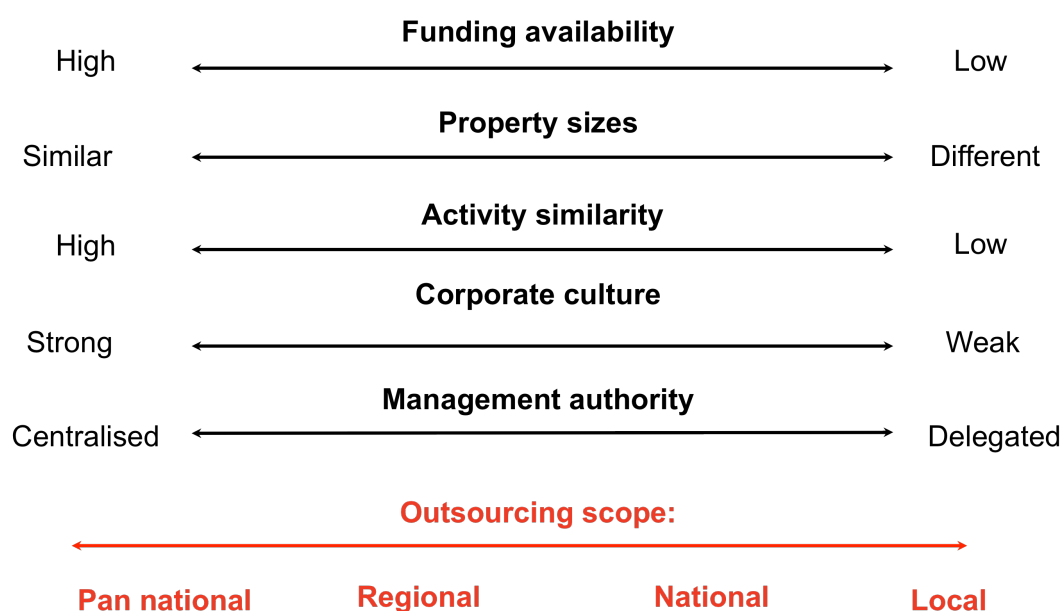 Funding availability
High
Low
Property sizes
Similar
Different
Activity similarity
High
Low
Corporate culture
Strong
Weak
Management authority
Centralised
Delegated
Outsourcing scope:
Pan national
Regional
National
Local